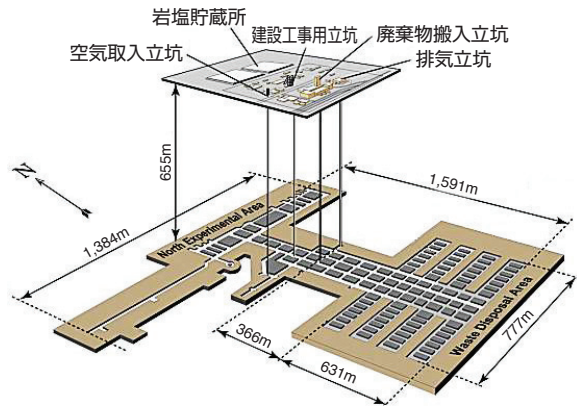 岩塩貯蔵所
建設工事用立坑
廃棄物搬入立坑
空気取入立坑
排気立坑
655m
N
1,591m
1,384m
North Experimental Area
Waste Disposal Area
777m
366m
631m